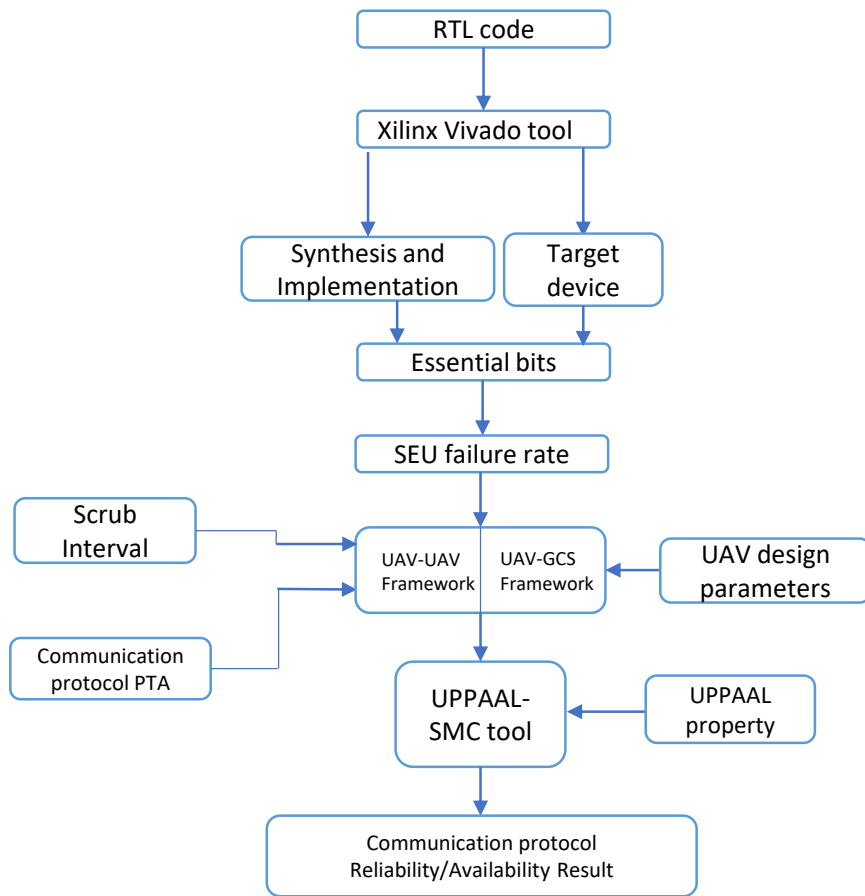 RTL code
Xilinx Vivado tool
Synthesis and
Implementation
Target
device
Essential bits
SEU failure rate
Scrub
Interval
UAV-UAV
Framework
UAV-GCS
Framework
UAV design
parameters
Communication
protocol PTA
UPPAAL-
SMC tool
UPPAAL
property
Communication protocol
Reliability/Availability Result